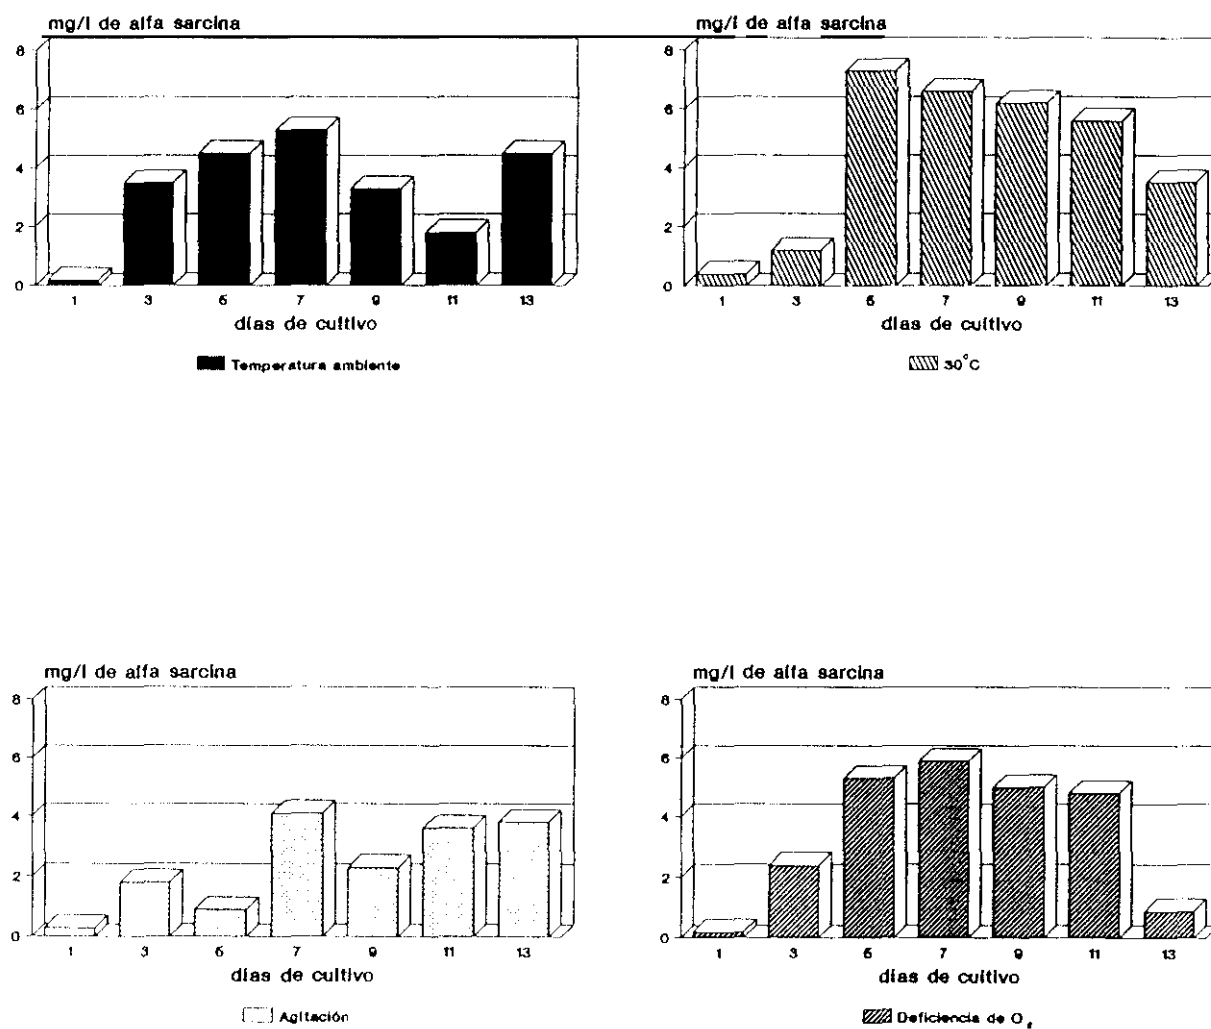 mg/l de alfa sarcina
8
6
4
2
0
1 3 5 7 9 11 13
días de cultivo
Temperatura ambiente
mg/l de alfa sarcina
8
6
4
2
0
1 3 5 7 9 11 13
días de cultivo
30°C
mg/l de alfa sarcina
8
6
4
2
0
1 3 5 7 9 11 13
días de cultivo
Agitación
mg/l de alfa sarcina
8
6
4
2
0
1 3 5 7 9 11 13
días de cultivo
Deficiencia de O₂